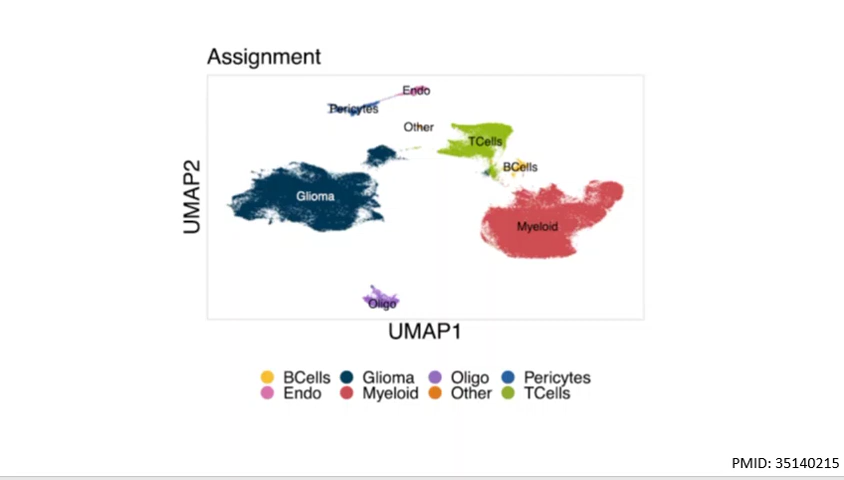 Assignment
Endo
Pericytes
Other
TCells
BCells
Glioma
Myeloid
Oligo
UMAP2
UMAP1
BCells Glioma Oligo Pericytes
Endo Myeloid Other TCells
PMID: 35140215